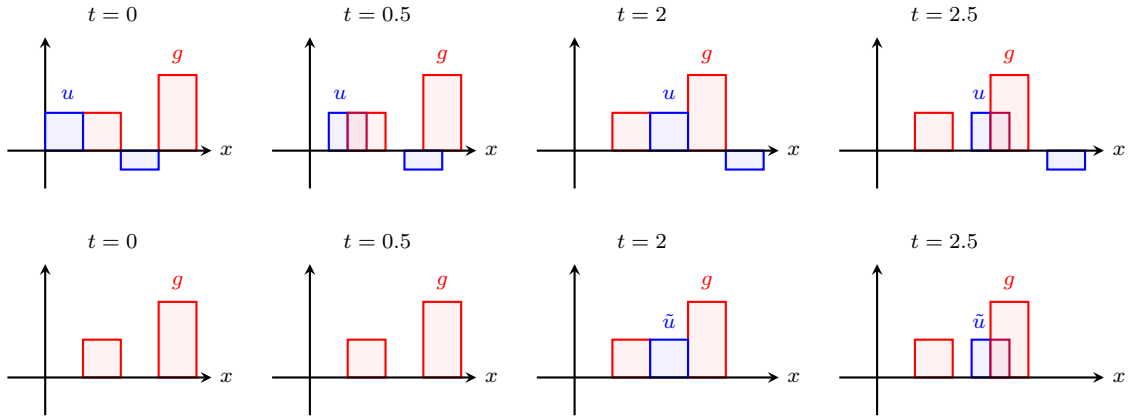 t = 0
t = 0.5
t = 2
t = 2.5
g
g
g
g
u
u
u
x
x
x
x
t = 0
t = 0.5
t = 2
t = 2.5
g
g
g
g
ũ
ũ
x
x
x
x